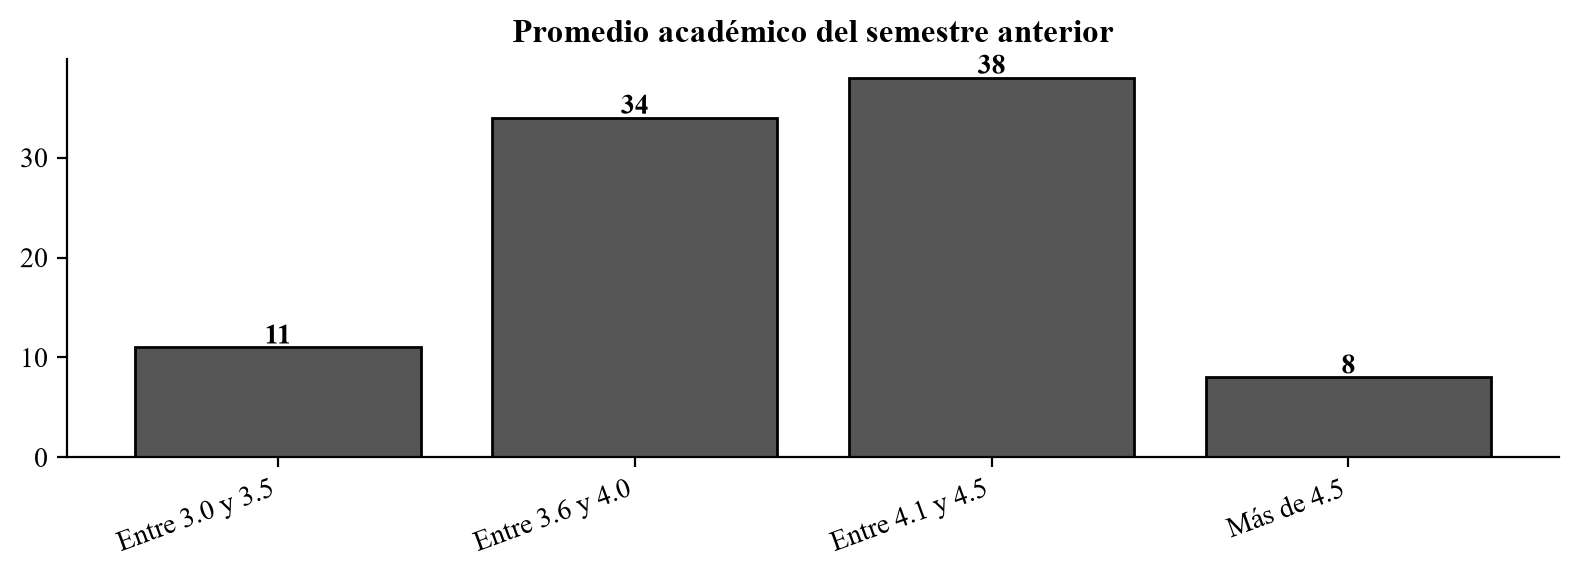 Promedio académico del semestre anterior
38
34
30
20
11
10
8
0
Entre 3.0 y 3.5
Entre 3.6 y 4.0
Entre 4.1 y 4.5
Más de 4.5